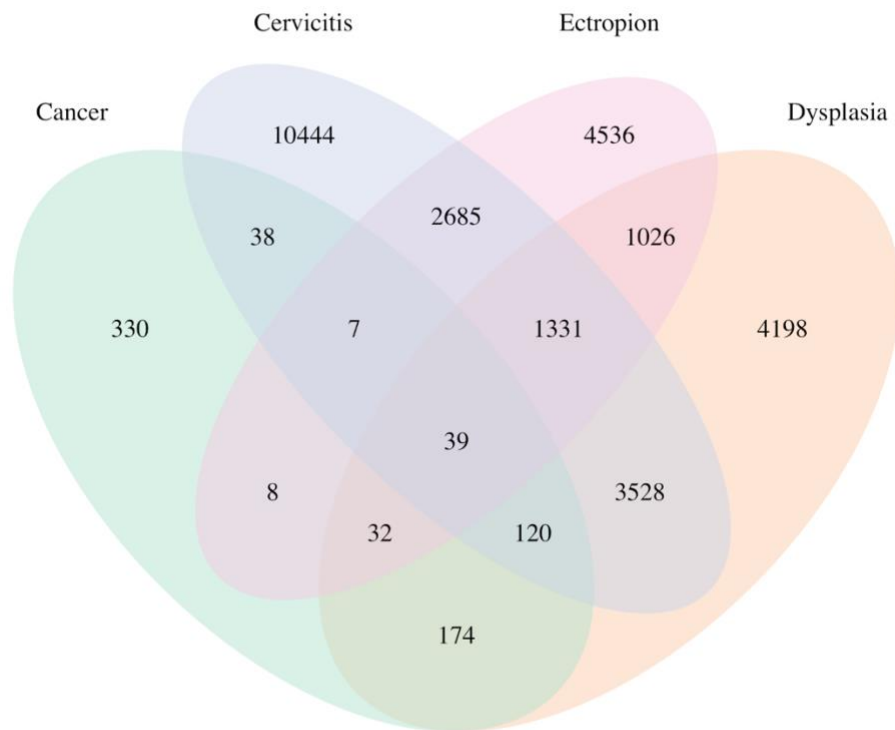 Cervicitis Ectropion
Cancer Dysplasia
10444 4536
2685
38 1026
330 7 1331 4198
39
8 3528
32 120
174